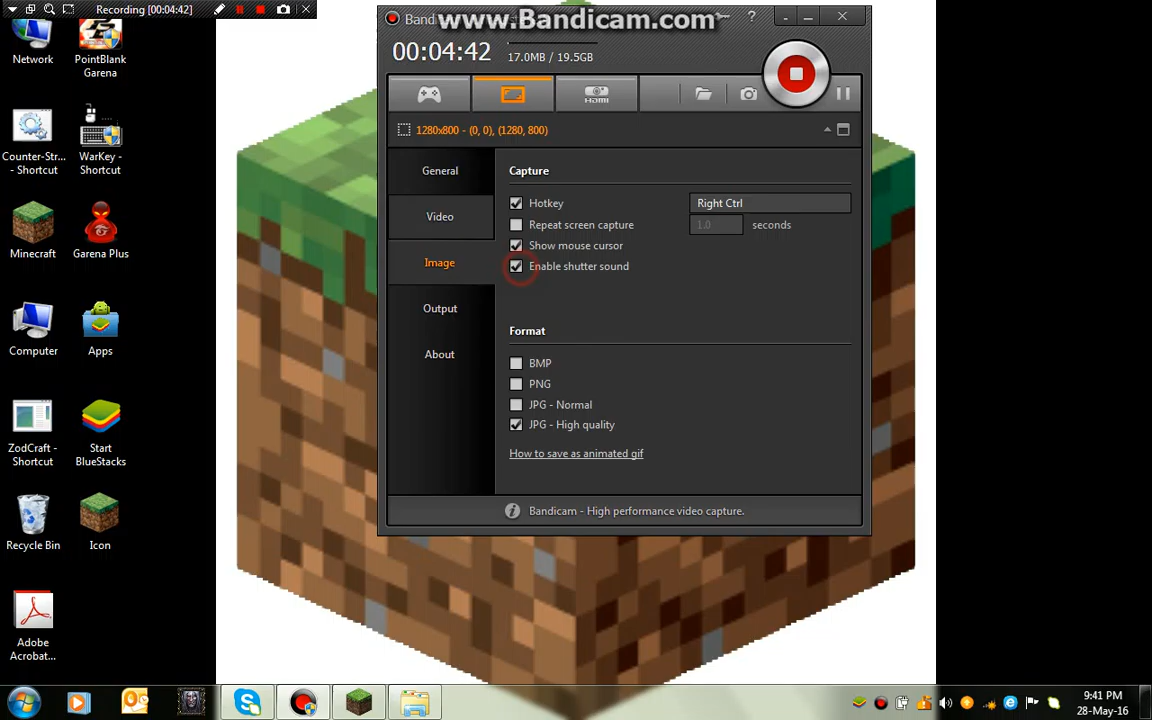 Recording [00:04:42]
www.Bandicam.com
Network
PointBlank
Garena
Counter-Str...
- Shortcut
WarKey -
Shortcut
Minecraft
Garena Plus
Computer
Apps
ZodCraft -
Shortcut
Start
BlueStacks
Recycle Bin
Icon
Adobe
Acrobat...
00:04:42
17.0MB / 19.5GB
HDMI
1280x800 - (0, 0), (1280, 800)
General
Video
Image
Output
About
Capture
Hotkey
Right Ctrl
Repeat screen capture
1.0
seconds
Show mouse cursor
Enable shutter sound
Format
BMP
PNG
JPG - Normal
JPG - High quality
How to save as animated gif
Bandicam - High performance video capture.
9:41 PM
28-May-16